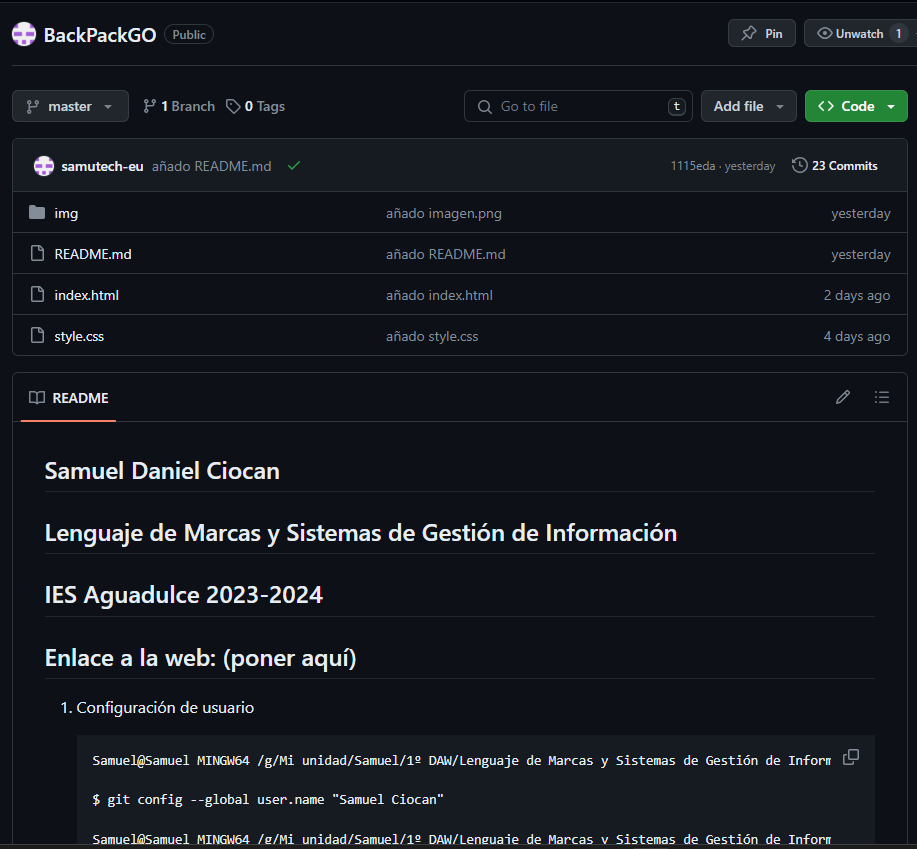 BackPackGO Public Pin Unwatch 1
master 1 Branch 0 Tags Go to file t Add file Code
samutech-eu añado README.md 1115eda · yesterday 23 Commits
img añado imagen.png yesterday
README.md añado README.md yesterday
index.html añado index.html 2 days ago
style.css añado style.css 4 days ago
README
Samuel Daniel Ciocan
Lenguaje de Marcas y Sistemas de Gestión de Información
IES Aguadulce 2023-2024
Enlace a la web: (poner aquí)
1. Configuración de usuario
Samuel@Samuel MINGW64 /g/Mi unidad/Samuel/1º DAW/Lenguaje de Marcas y Sistemas de Gestión de Inform
$ git config --global user.name "Samuel Ciocan"
Samuel@Samuel MINGW64 /g/Mi unidad/Samuel/1º DAW/Lenguaje de Marcas y Sistemas de Gestión de Inform